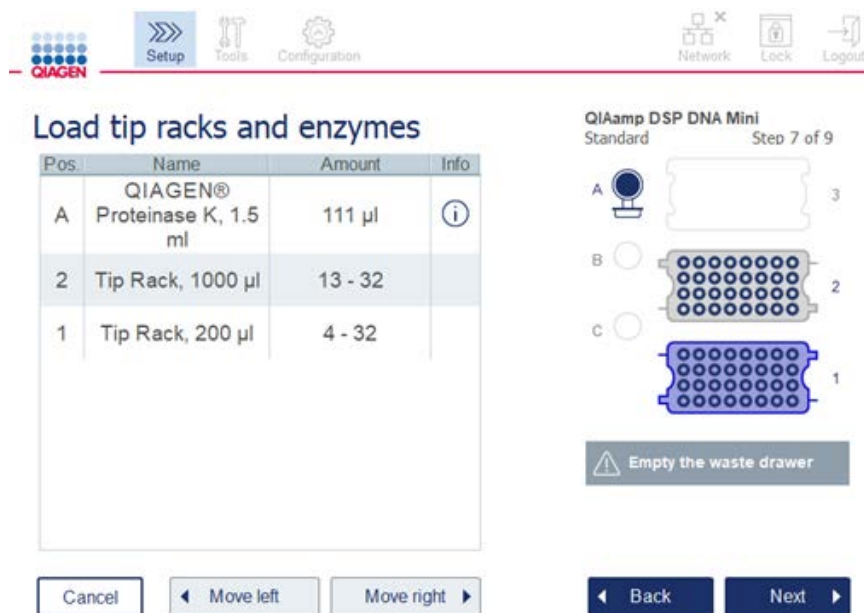 QIAGEN
Setup
Tools
Configuration
Network
Lock
Logout
Load tip racks and enzymes
Pos. Name Amount Info
A QIAGEN® Proteinase K, 1.5 ml 111 µl i
2 Tip Rack, 1000 µl 13 - 32
1 Tip Rack, 200 µl 4 - 32
QIAamp DSP DNA Mini
Standard Step 7 of 9
A 3
B 2
C 1
Empty the waste drawer
Cancel
Move left
Move right
Back
Next